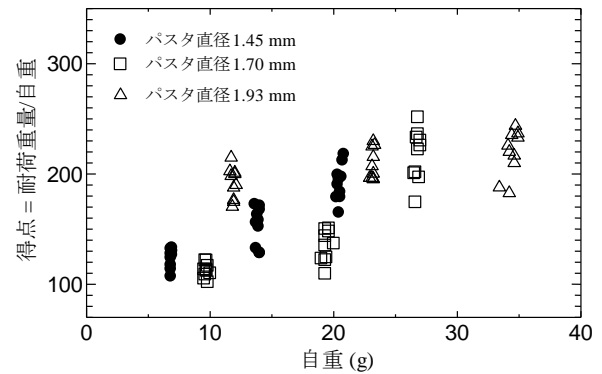 パスタ直径1.45 mm
パスタ直径1.70 mm
パスタ直径1.93 mm
得点 = 耐荷重量/自重
300
200
100
0 10 20 30 40
自重 (g)